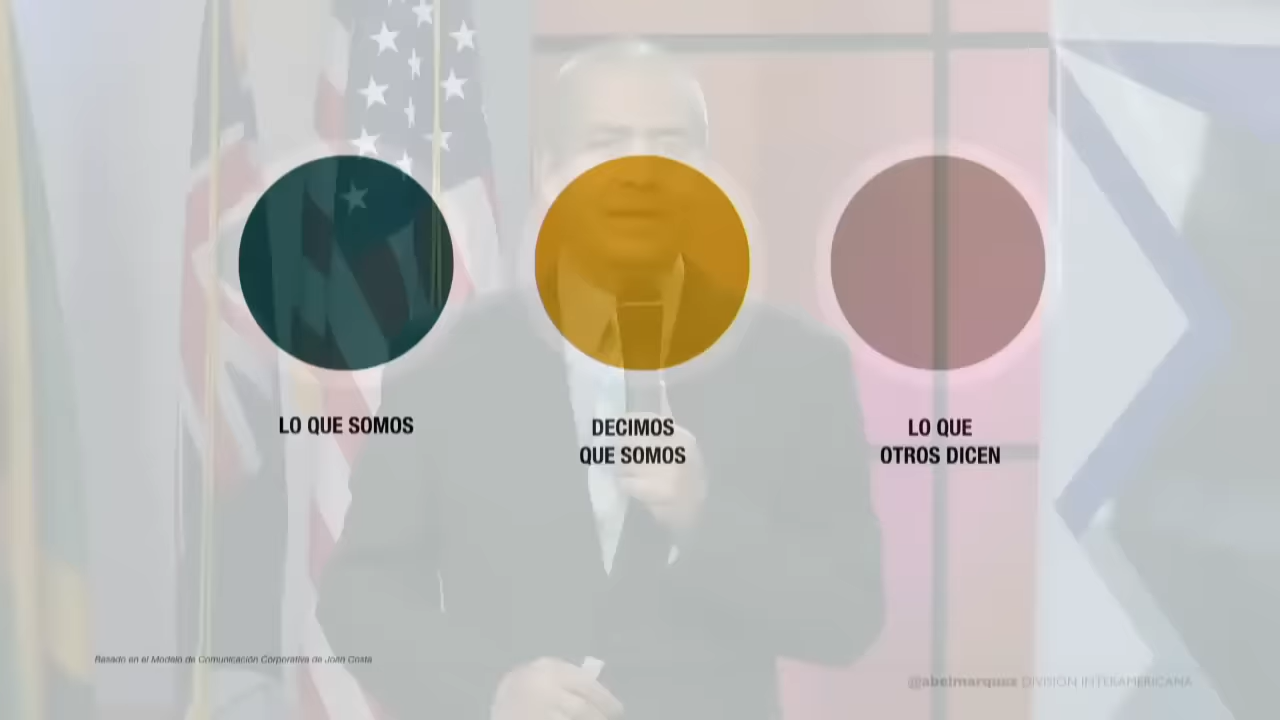 LO QUE SOMOS
DECIMOS
QUE SOMOS
LO QUE
OTROS DICEN
Basado en el Modelo de Comunicación Corporativa de Joan Costa
@abelmarquez DIVISIÓN INTERAMERICANA